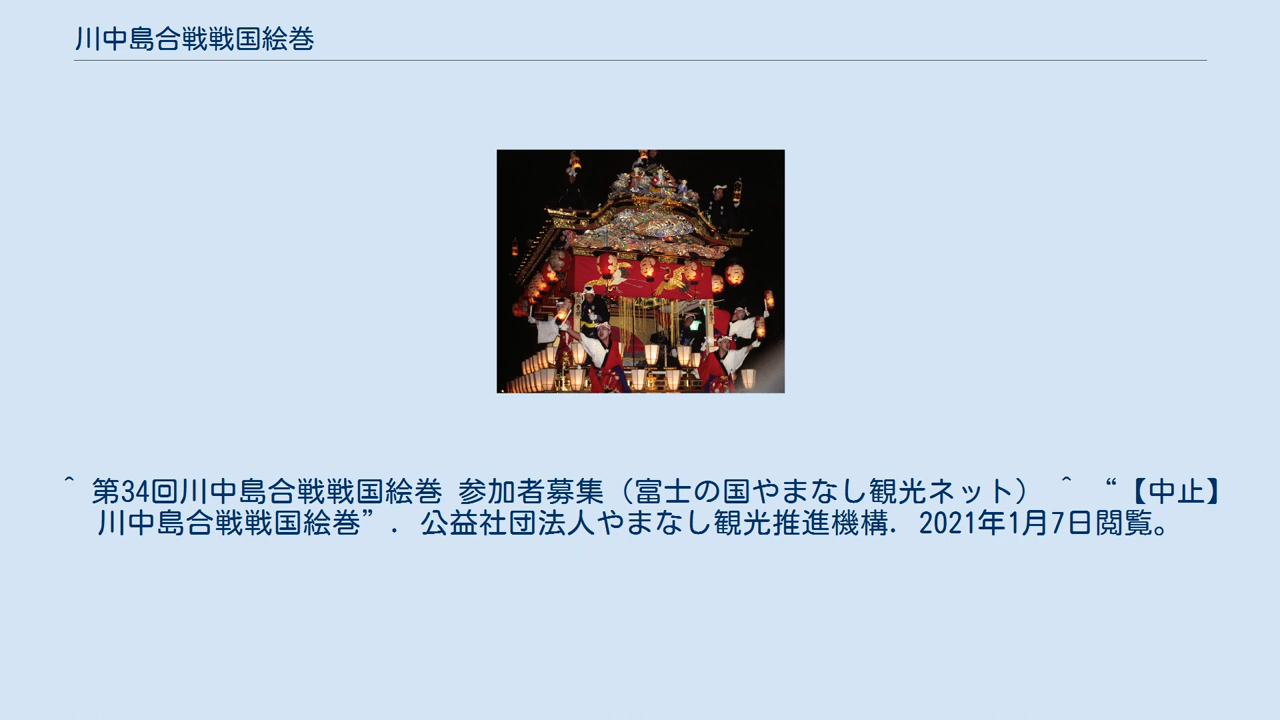 川中島合戦戦国絵巻
^ 第34回川中島合戦戦国絵巻 参加者募集（富士の国やまなし観光ネット） ^ “【中止】
川中島合戦戦国絵巻”. 公益社団法人やまなし観光推進機構. 2021年1月7日閲覧。